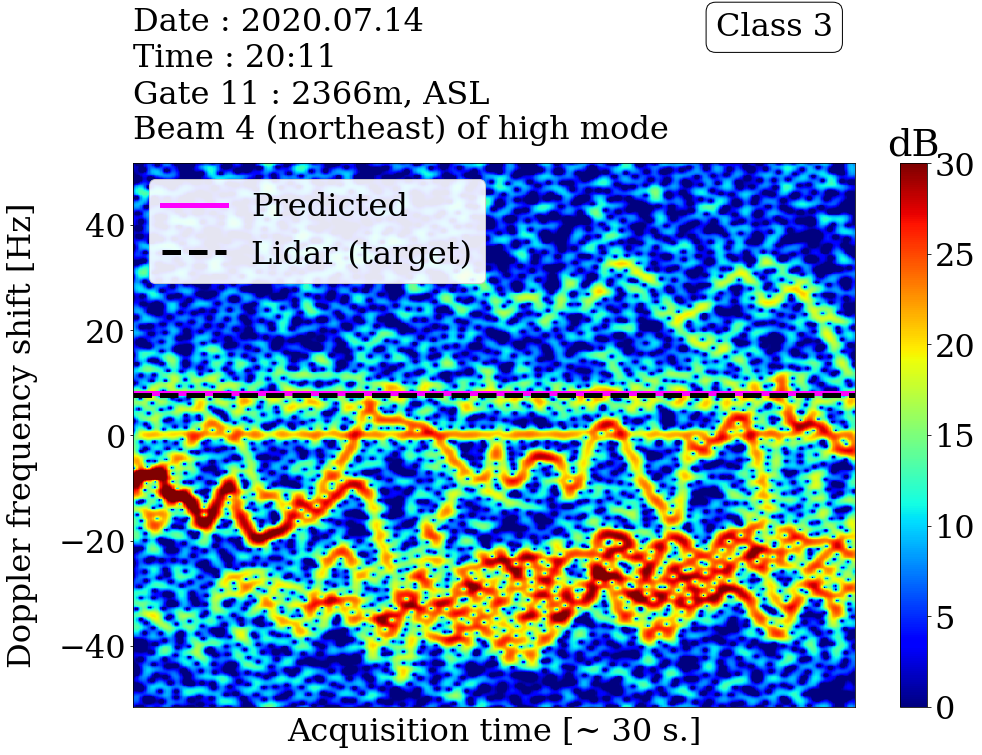 Date : 2020.07.14
Time : 20:11
Gate 11 : 2366m, ASL
Beam 4 (northeast) of high mode
Class 3
dB
Predicted
Lidar (target)
Doppler frequency shift [Hz]
40
20
0
−20
−40
30
25
20
15
10
5
0
Acquisition time [~ 30 s.]